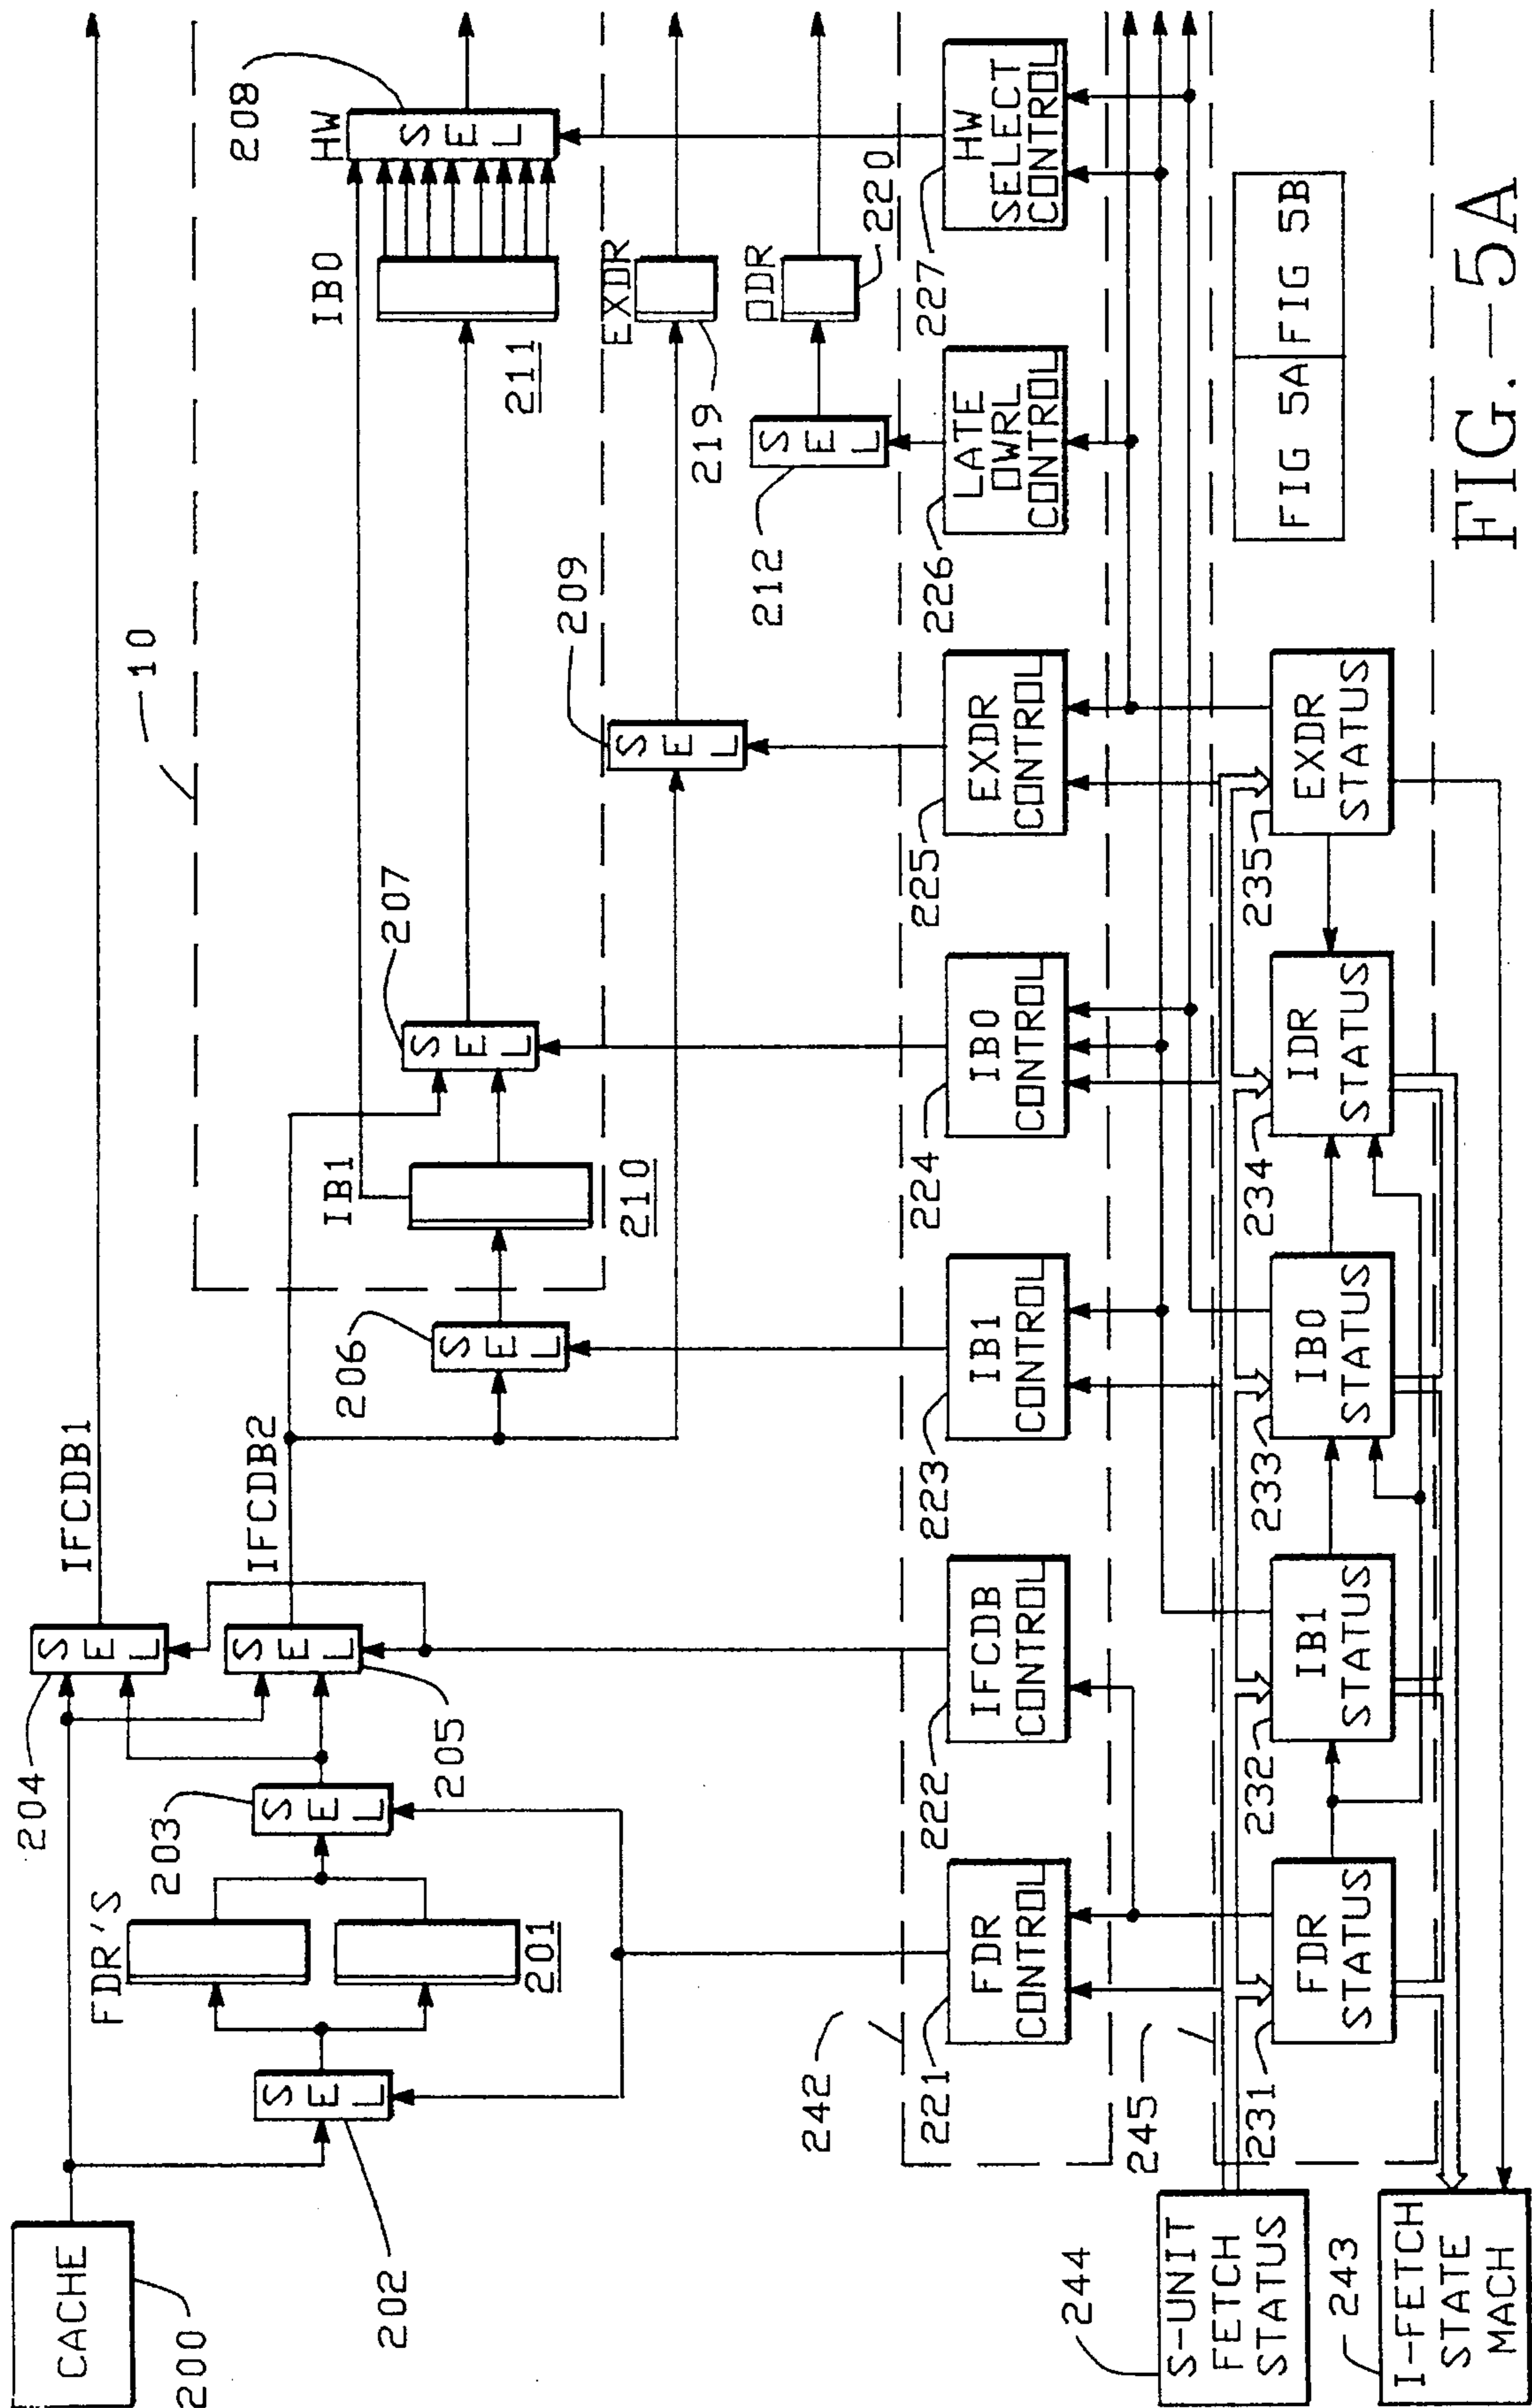 CACHE
200
202
FDR'S
201
203
204
205
SEL
SEL
SEL
SEL
IFCDB1
IFCDB2
206
SEL
10
IB1
210
207
SEL
209
SEL
IB0
211
HW
208
SEL
EXDR
219
212
SEL
220
242
221
FDR
CONTROL
222
IFCDB
CONTROL
223
IB1
CONTROL
224
IB0
CONTROL
225
EXDR
CONTROL
226
LATE
OWRL
CONTROL
227
HW
SELECT
CONTROL
245
244
S-UNIT
FETCH
STATUS
243
I-FETCH
STATE
MACH
231
FDR
STATUS
232
IB1
STATUS
233
IB0
STATUS
234
IDR
STATUS
235
EXDR
STATUS
FIG 5A
FIG 5B
FIG.-5A